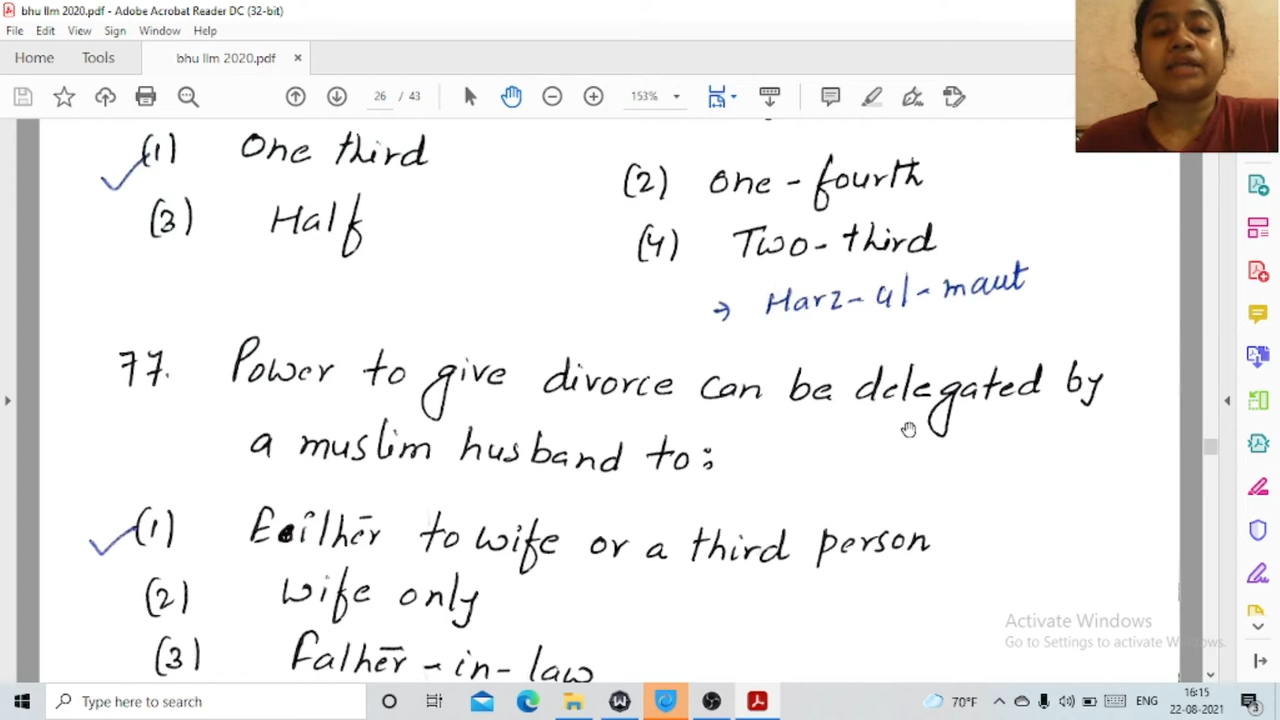 bhu llm 2020.pdf - Adobe Acrobat Reader DC (32-bit)
File Edit View Sign Window Help
Home Tools bhu llm 2020.pdf ×
26 / 43 153%
(1) One third
(2) One-fourth
(3) Half
(4) Two-third
→ Marz-ul-maut
77. Power to give divorce can be delegated by
a muslim husband to:
(1) Eeither to wife or a third person
(2) wife only
(3) father-in-law
Activate Windows
Go to Settings to activate Windows.
Type here to search
70°F ENG 16:15
22-08-2021
3